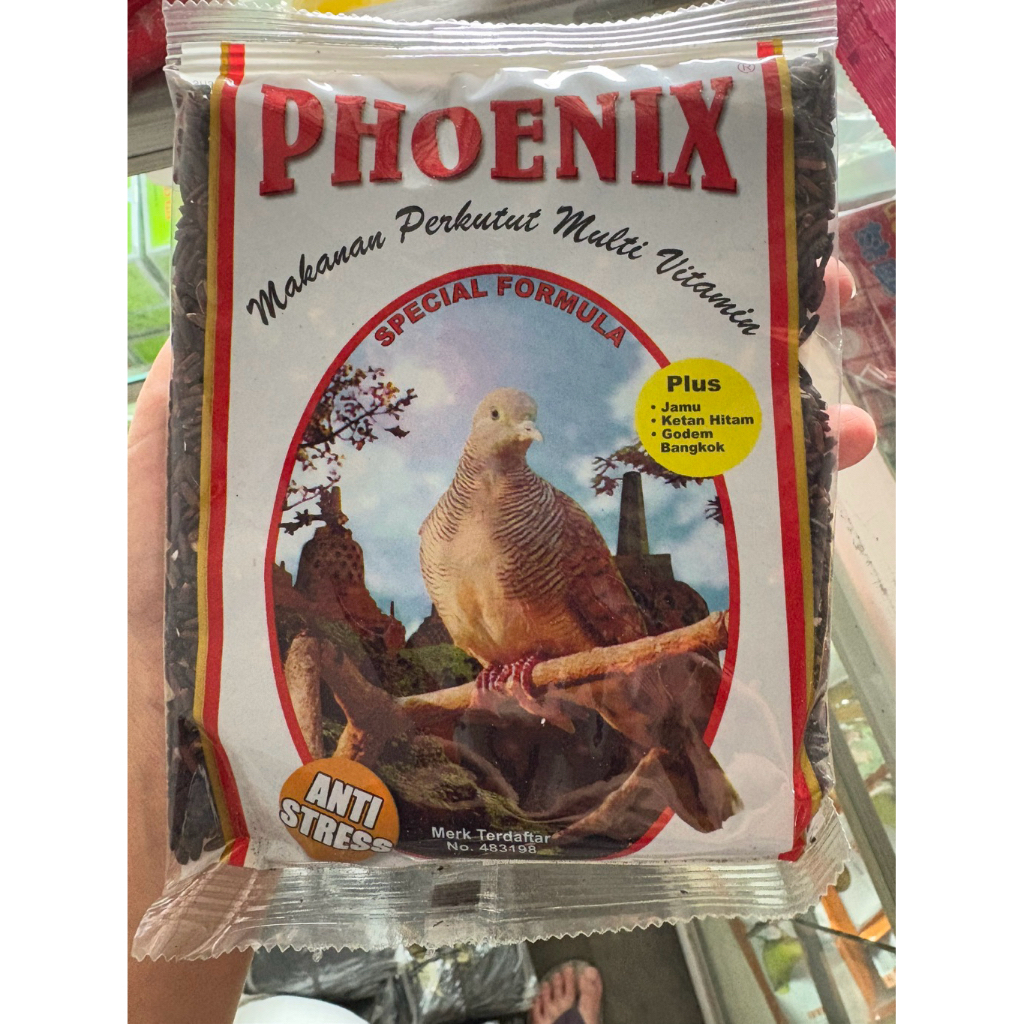 PHOENIX®
Makanan Perkutut Multi Vitamin
SPECIAL FORMULA
Plus
• Jamu
• Ketan Hitam
• Godem
Bangkok
ANTI
STRESS
Merk Terdaftar
No. 483198